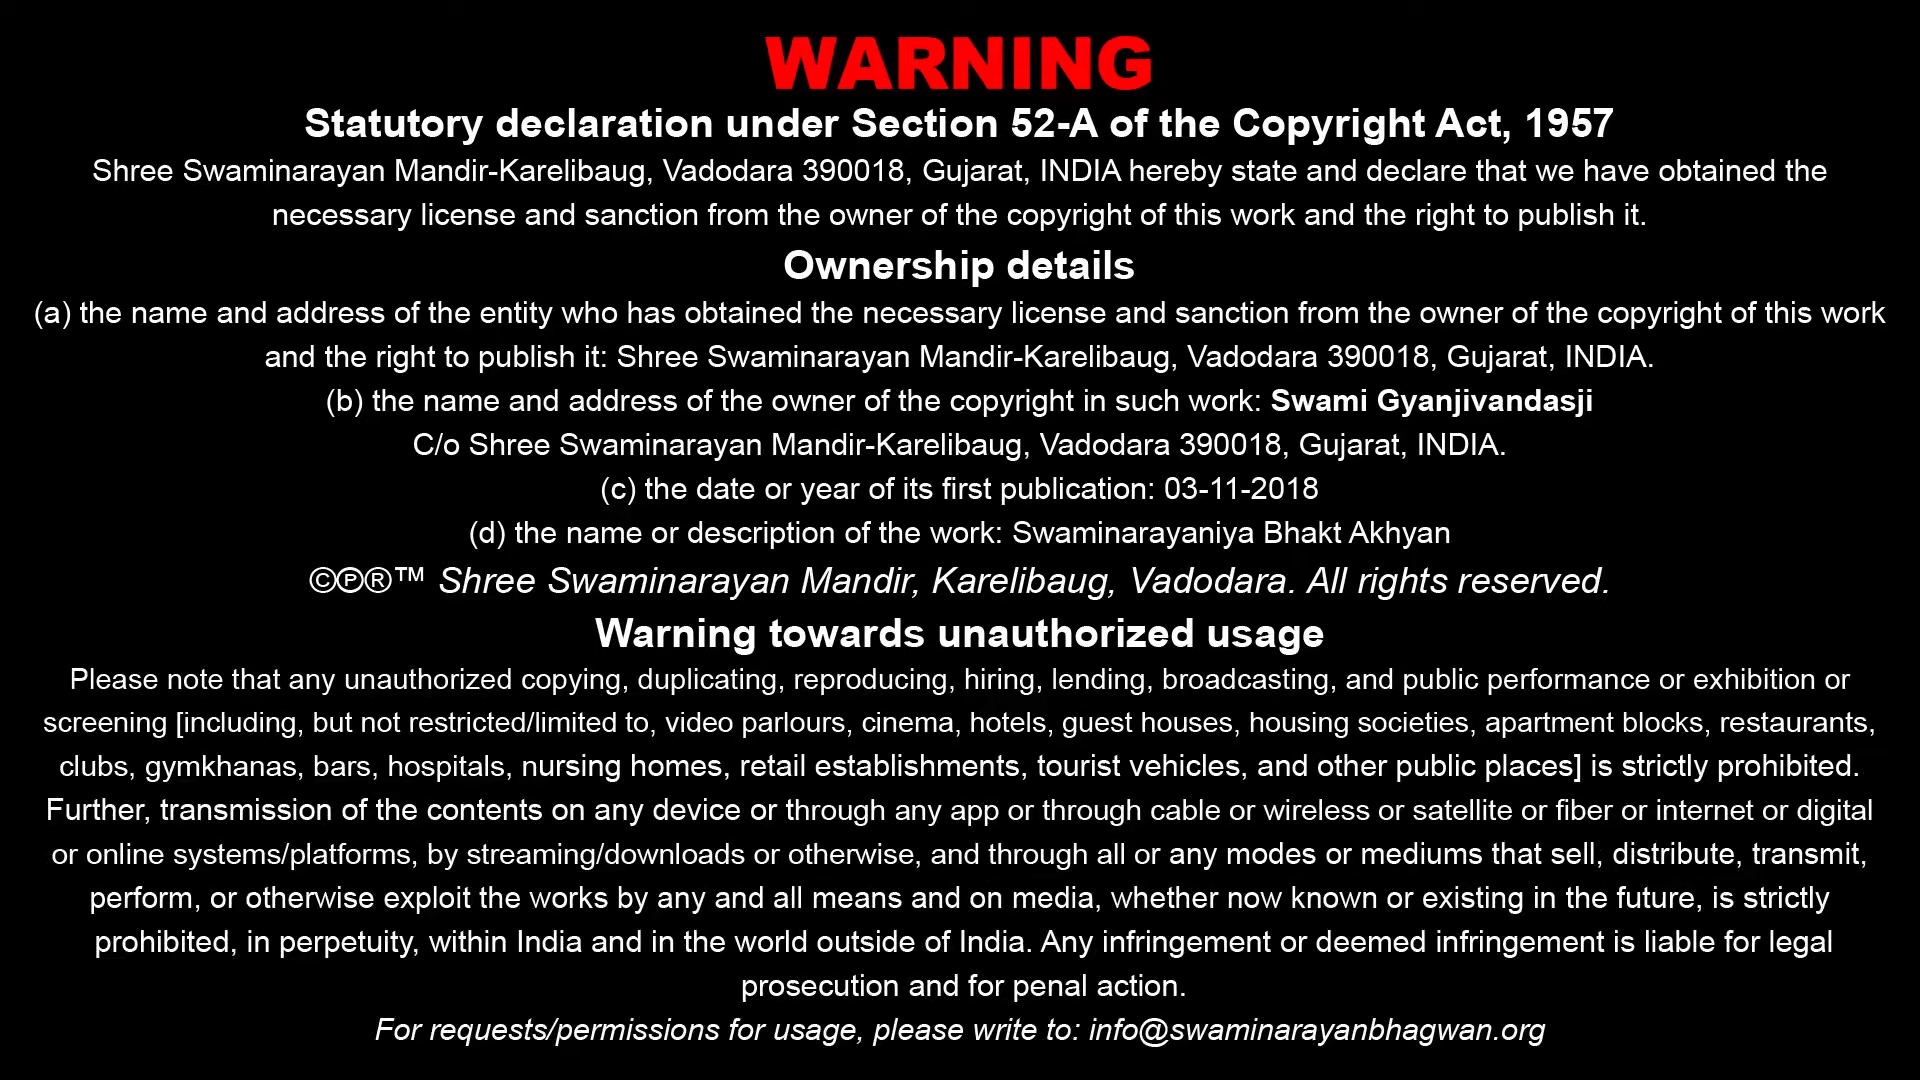 WARNING
Statutory declaration under Section 52-A of the Copyright Act, 1957
Shree Swaminarayan Mandir-Karelibaug, Vadodara 390018, Gujarat, INDIA hereby state and declare that we have obtained the
necessary license and sanction from the owner of the copyright of this work and the right to publish it.
Ownership details
(a) the name and address of the entity who has obtained the necessary license and sanction from the owner of the copyright of this work
and the right to publish it: Shree Swaminarayan Mandir-Karelibaug, Vadodara 390018, Gujarat, INDIA.
(b) the name and address of the owner of the copyright in such work: Swami Gyanjivandasji
C/o Shree Swaminarayan Mandir-Karelibaug, Vadodara 390018, Gujarat, INDIA.
(c) the date or year of its first publication: 03-11-2018
(d) the name or description of the work: Swaminarayaniya Bhakt Akhyan
©℗®™ Shree Swaminarayan Mandir, Karelibaug, Vadodara. All rights reserved.
Warning towards unauthorized usage
Please note that any unauthorized copying, duplicating, reproducing, hiring, lending, broadcasting, and public performance or exhibition or
screening [including, but not restricted/limited to, video parlours, cinema, hotels, guest houses, housing societies, apartment blocks, restaurants,
clubs, gymkhanas, bars, hospitals, nursing homes, retail establishments, tourist vehicles, and other public places] is strictly prohibited.
Further, transmission of the contents on any device or through any app or through cable or wireless or satellite or fiber or internet or digital
or online systems/platforms, by streaming/downloads or otherwise, and through all or any modes or mediums that sell, distribute, transmit,
perform, or otherwise exploit the works by any and all means and on media, whether now known or existing in the future, is strictly
prohibited, in perpetuity, within India and in the world outside of India. Any infringement or deemed infringement is liable for legal
prosecution and for penal action.
For requests/permissions for usage, please write to: info@swaminarayanbhagwan.org